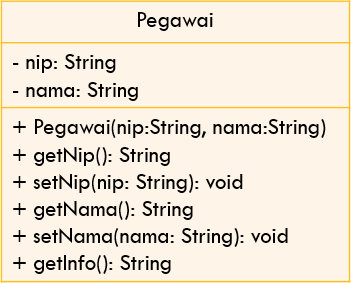 Pegawai
- nip: String
- nama: String
+ Pegawai(nip:String, nama:String)
+ getNip(): String
+ setNip(nip: String): void
+ getNama(): String
+ setNama(nama: String): void
+ getInfo(): String